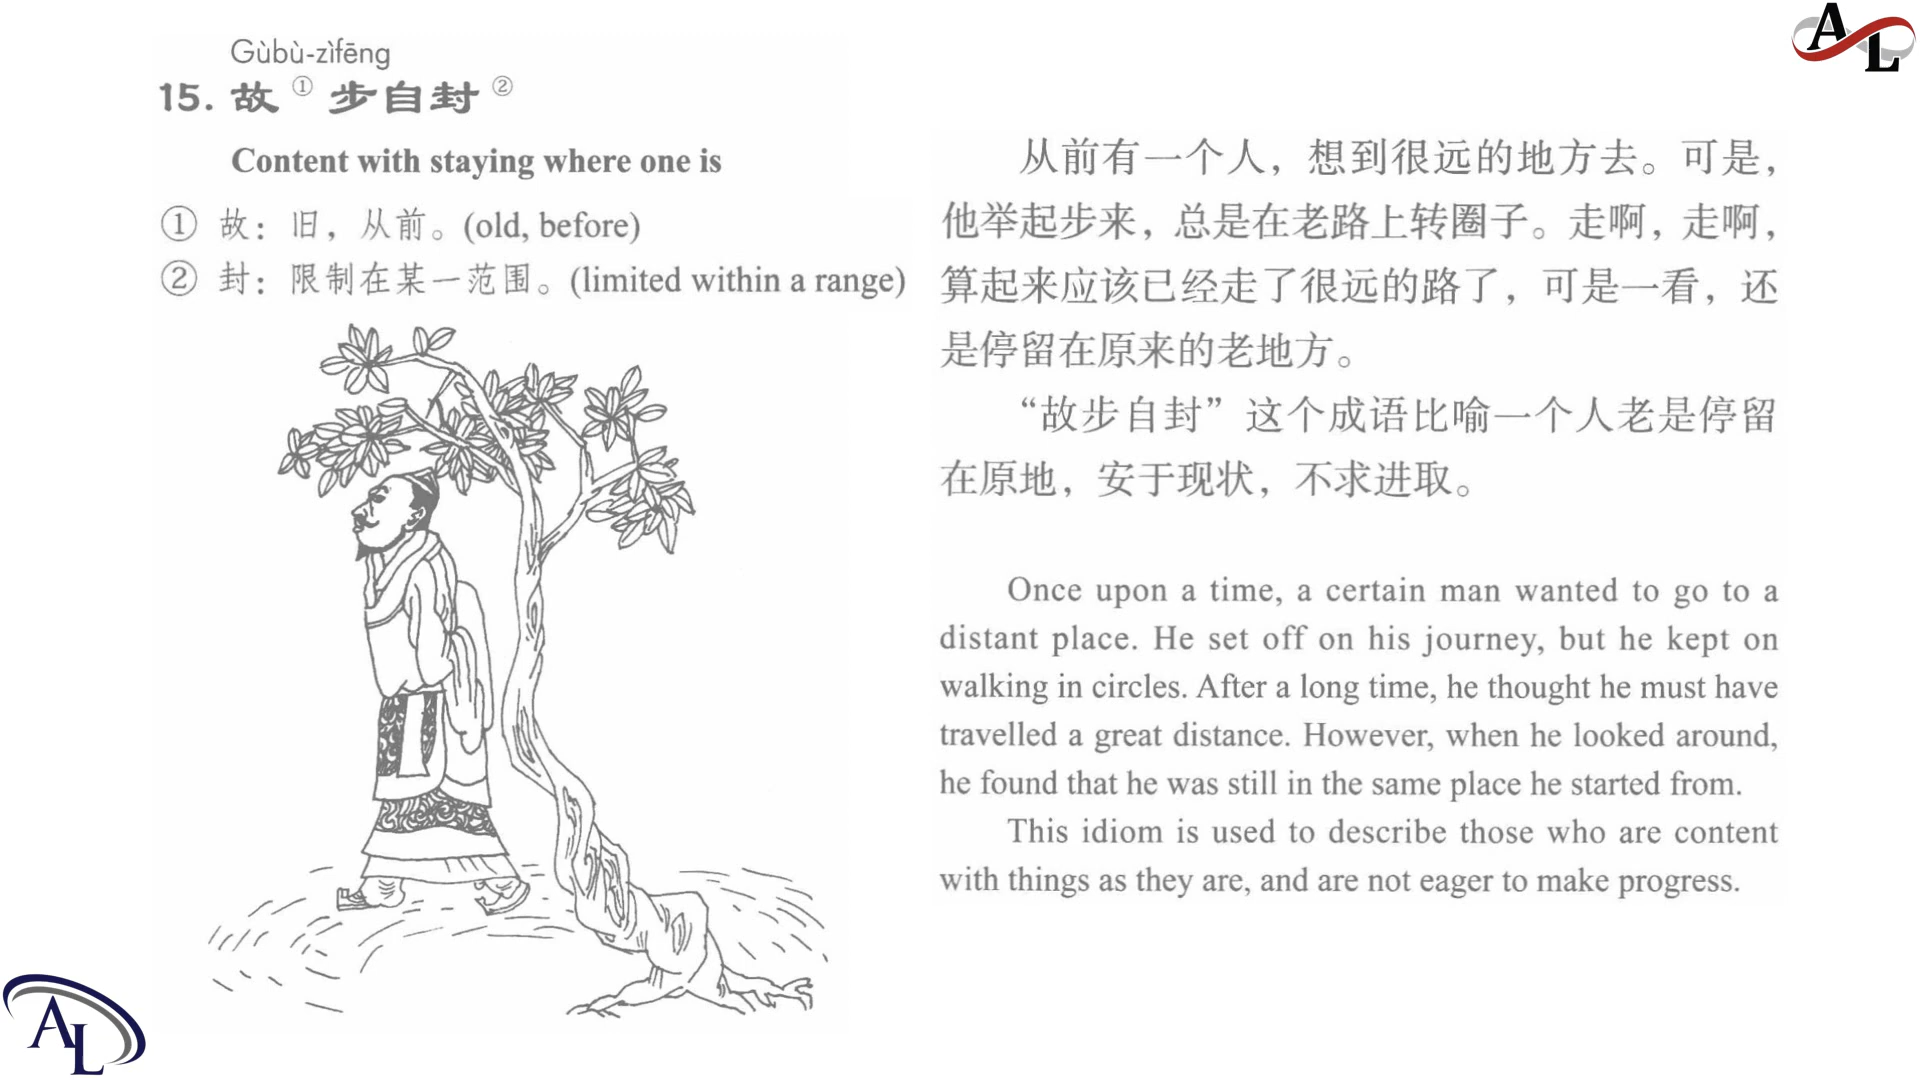 Gùbù-zìfēng
15. 故 ① 步自封 ②
Content with staying where one is
① 故：旧，从前。(old, before)
② 封：限制在某一范围。(limited within a range)
从前有一个人，想到很远的地方去。可是，
他举起步来，总是在老路上转圈子。走啊，走啊，
算起来应该已经走了很远的路了，可是一看，还
是停留在原来的老地方。
“故步自封”这个成语比喻一个人老是停留
在原地，安于现状，不求进取。
Once upon a time, a certain man wanted to go to a
distant place. He set off on his journey, but he kept on
walking in circles. After a long time, he thought he must have
travelled a great distance. However, when he looked around,
he found that he was still in the same place he started from.
This idiom is used to describe those who are content
with things as they are, and are not eager to make progress.
AL
AL